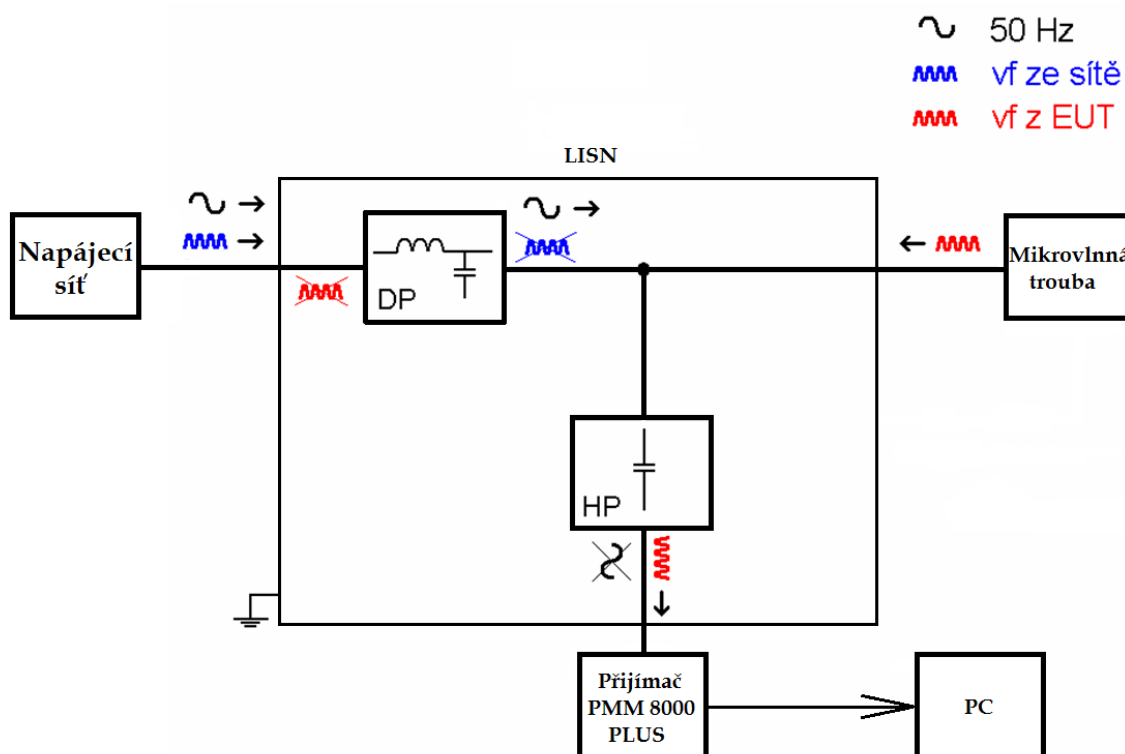 50 Hz
vf ze sítě
vf z EUT
LISN
Napájecí
síť
DP
Mikrovlnná
trouba
HP
Přijímač
PMM 8000
PLUS
PC